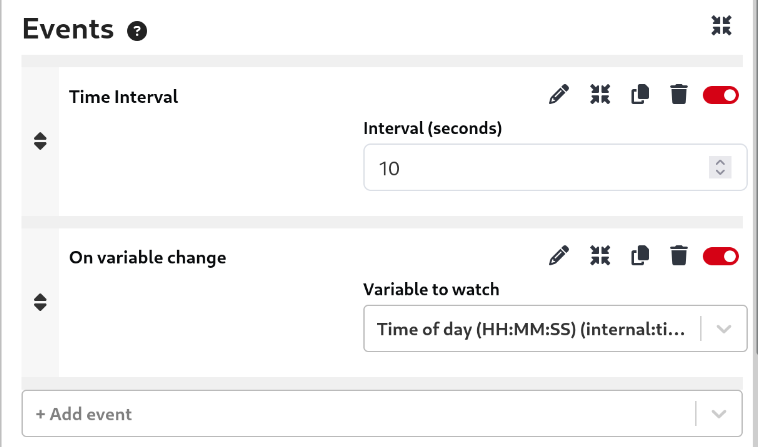 Events ?
Time Interval
Interval (seconds)
10
On variable change
Variable to watch
Time of day (HH:MM:SS) (internal:ti...
+ Add event